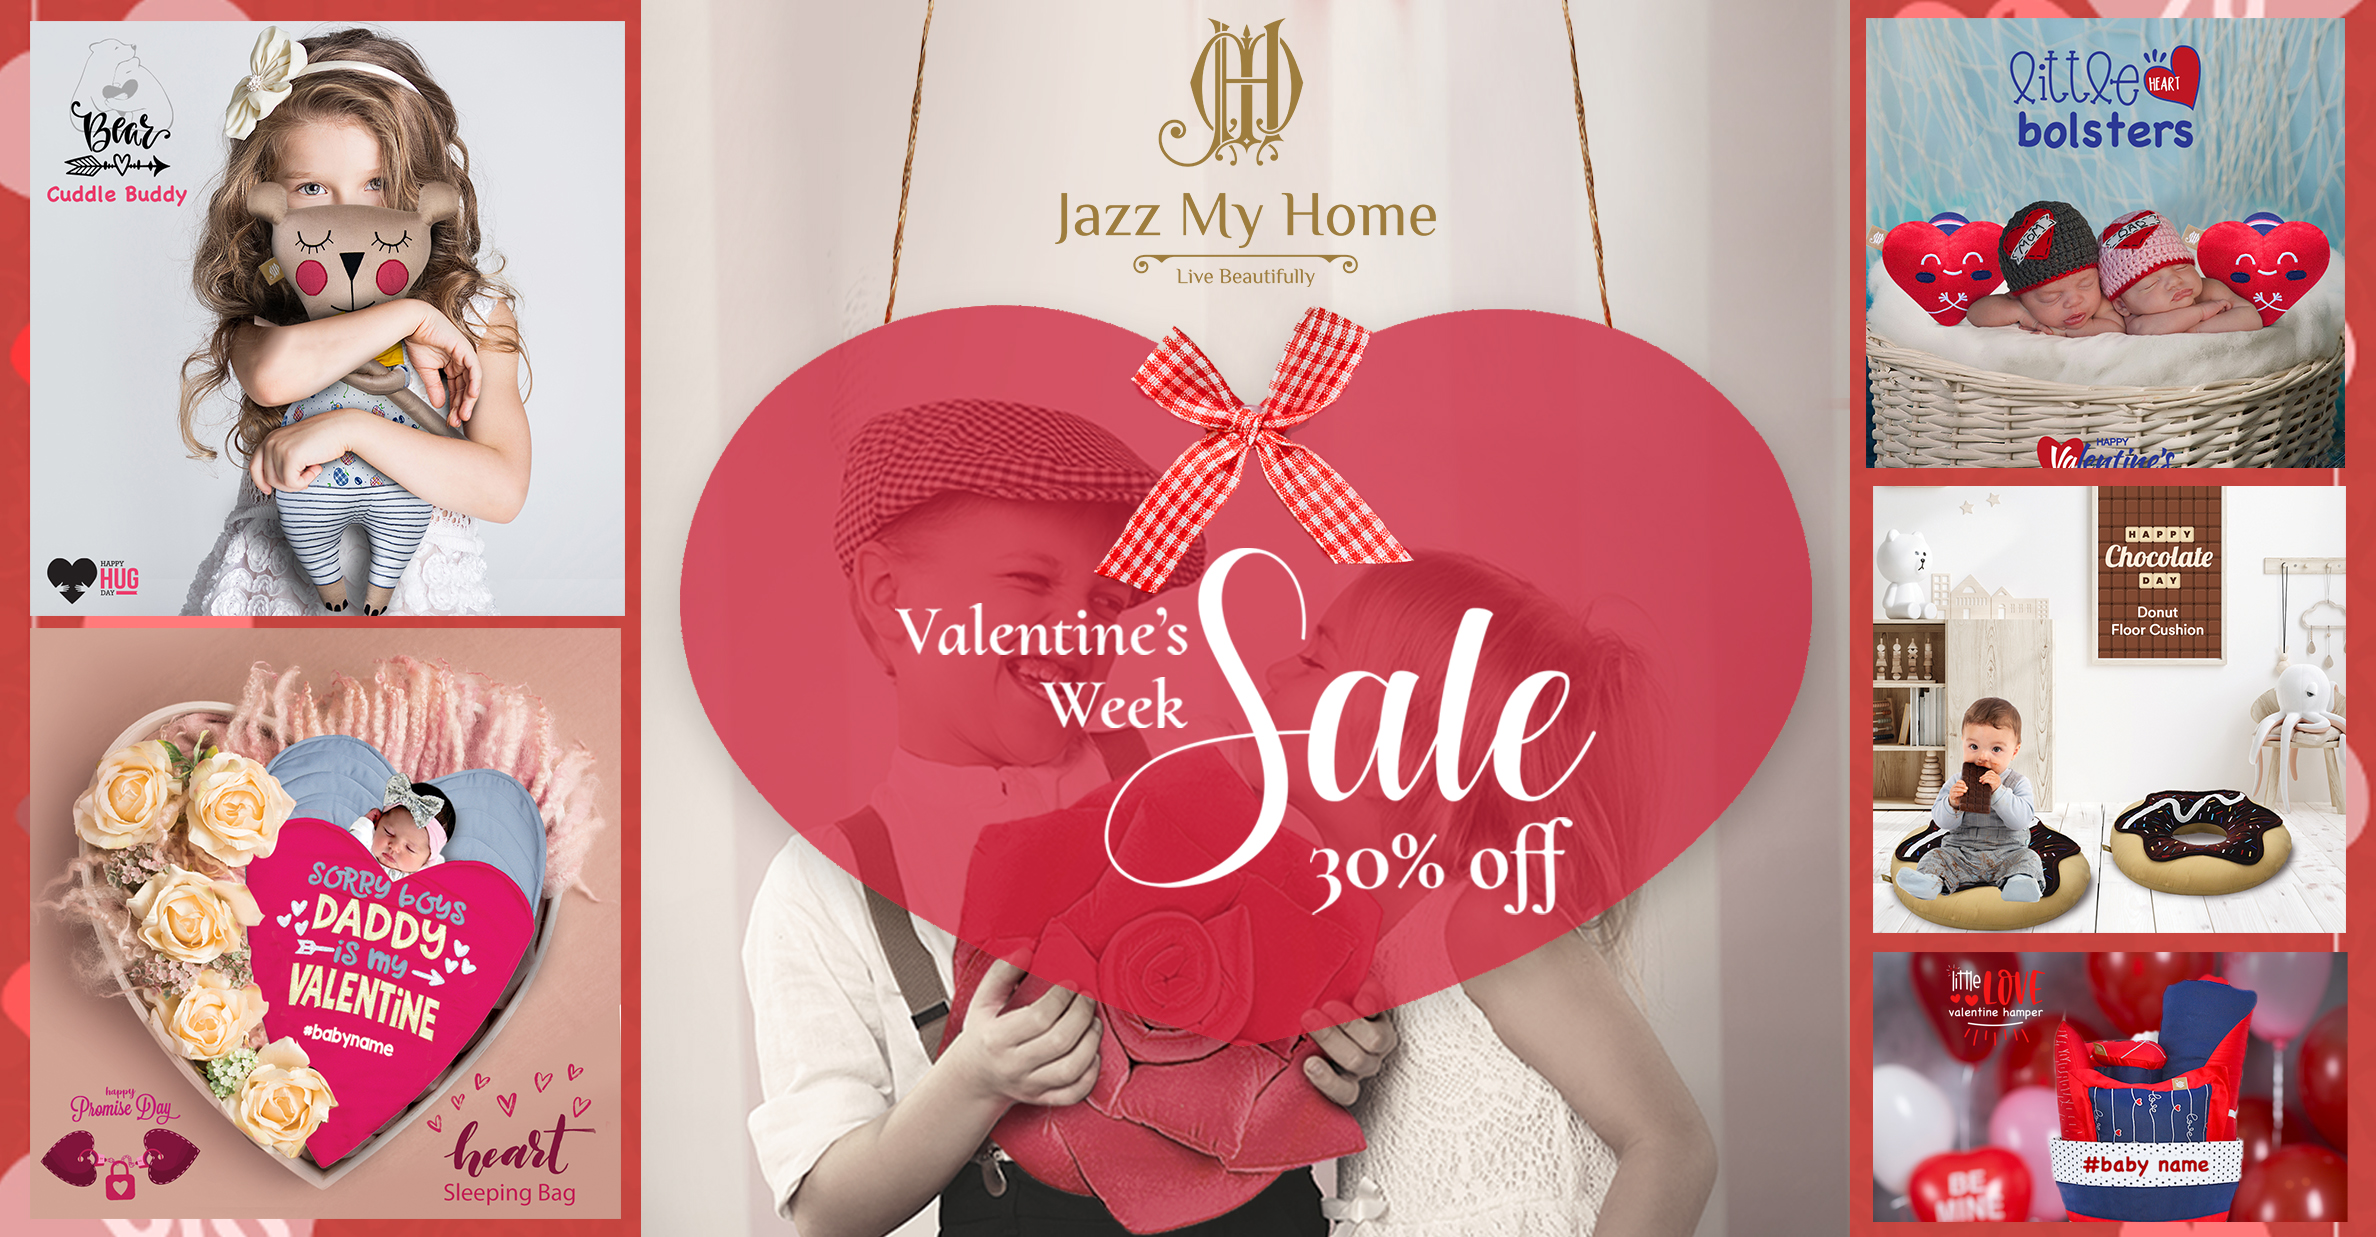 Bear
Cuddle Buddy
HAPPY
HUG
DAY
SORRY boys
DADDY
is my
VALENTINE
#babyname
happy
Promise Day
heart
Sleeping Bag
Jazz My Home
Live Beautifully
Valentine's
Week
Sale
30% off
little HEART
bolsters
MOM
DAD
HAPPY
Valentine's
HAPPY
Chocolate
DAY
Donut
Floor Cushion
little LOVE
valentine hamper
#baby name
BE
MINE